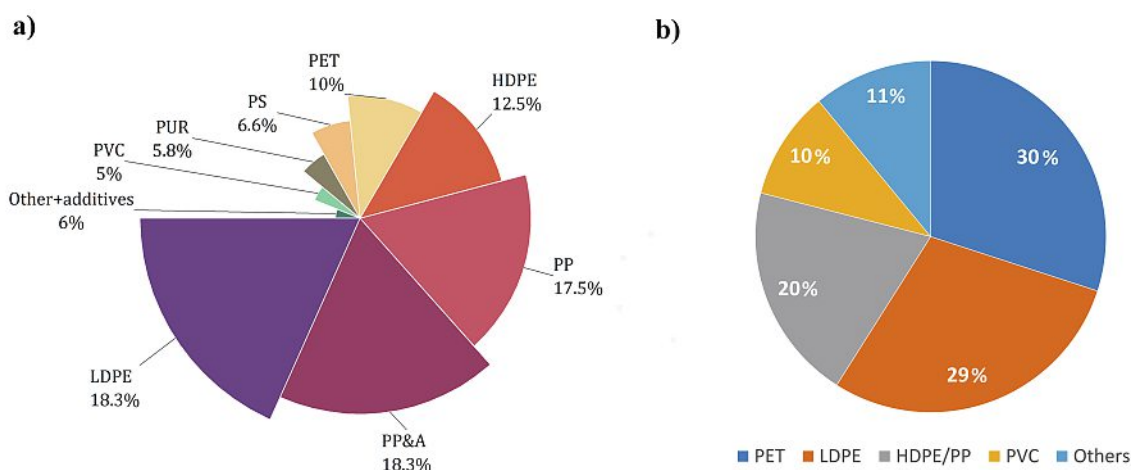 a)
PET
10%
HDPE
12.5%
PS
6.6%
PUR
5.8%
PVC
5%
Other+additives
6%
PP
17.5%
LDPE
18.3%
PP&A
18.3%
b)
11%
30%
10%
20%
29%
PET LDPE HDPE/PP PVC Others